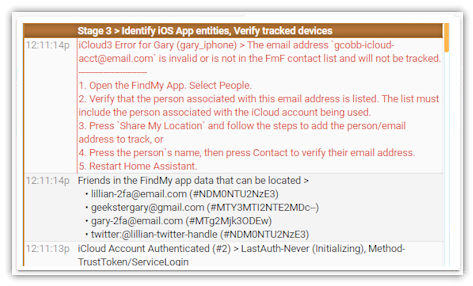 Stage 3 > Identify iOS App entities, Verify tracked devices
12:11:14p iCloud3 Error for Gary (gary_iphone) > The email address `gcobb-icloud-
acct@email.com` is invalid or is not in the FmF contact list and will not be tracked.
------------------------
1. Open the FindMy App. Select People.
2. Verify that the person associated with this email address is listed. The list must
include the person associated with the iCloud account being used.
3. Press `Share My Location` and follow the steps to add the person/email
address to track, or
4. Press the person`s name, then press Contact to verify their email address.
5. Restart Home Assistant.
12:11:14p Friends in the FindMy app data that can be located >
• lillian-2fa@email.com (#NDM0NTU2NzE3)
• geekstergary@gmail.com (#MTY3MTI2NTE2MDc--)
• gary-2fa@email.com (#MTg2Mjk3ODEw)
• twitter:@lillian-twitter-handle (#NDM0NTU2NzE3)
12:11:13p iCloud Account Authenticated (#2) > LastAuth-Never (Initializing), Method-
TrustToken/ServiceLogin